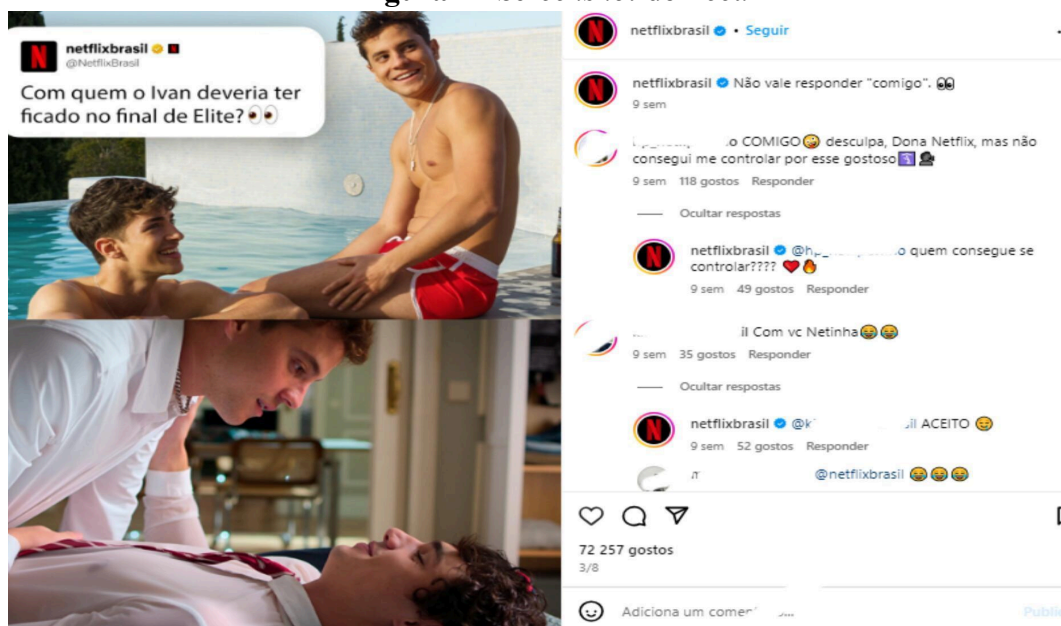 netflixbrasil
@NetflixBrasil
Com quem o Ivan deveria ter
ficado no final de Elite?👀
netflixbrasil • Seguir
netflixbrasil Não vale responder "comigo". 👀
9 sem
COMIGO🤪 desculpa, Dona Netflix, mas não
consegui me controlar por esse gostoso
9 sem 118 gostos Responder
Ocultar respostas
netflixbrasil quem consegue se
controlar???? ❤️🔥
9 sem 49 gostos Responder
il Com vc Netinha😂😂
9 sem 35 gostos Responder
Ocultar respostas
netflixbrasil ACEITO 😏
9 sem 52 gostos Responder
@netflixbrasil 😂😂😂
72 257 gostos
3/8
Adiciona um